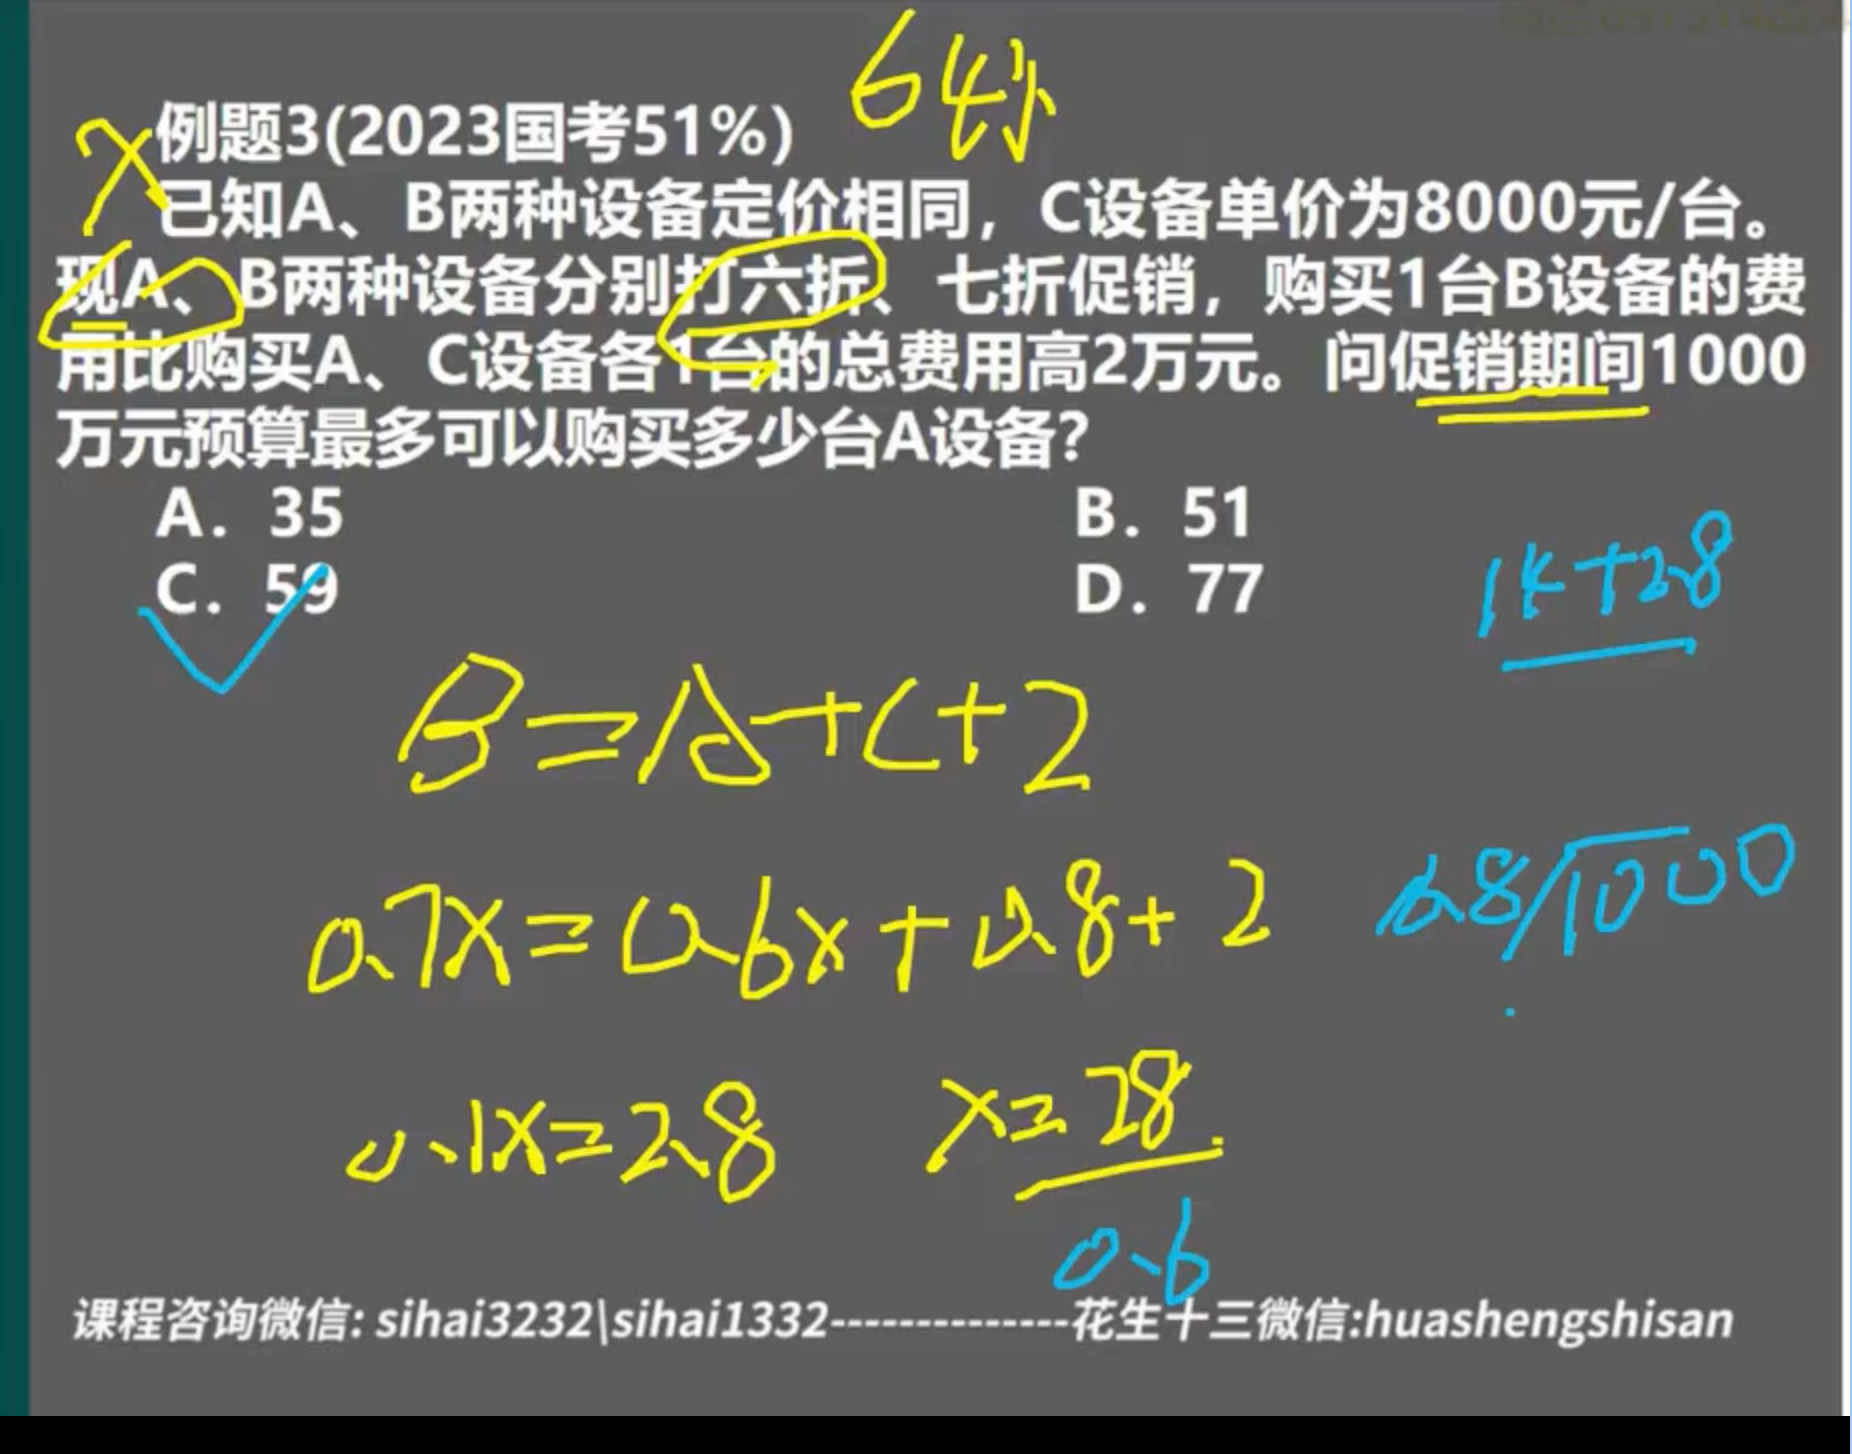 64秒
例题3(2023国考51%)
X
已知A、B两种设备定价相同，C设备单价为8000元/台。
现A、B两种设备分别打六折、七折促销，购买1台B设备的费
用比购买A、C设备各1台的总费用高2万元。问促销期间1000
万元预算最多可以购买多少台A设备？
A. 35
B. 51
C. 59
D. 77
B=A+C+2
0.7x=0.6x+0.8+2
0.1x=2.8
x=28
0.6
课程咨询微信: sihai3232\sihai1332--------------花生十三微信:huashengshisan